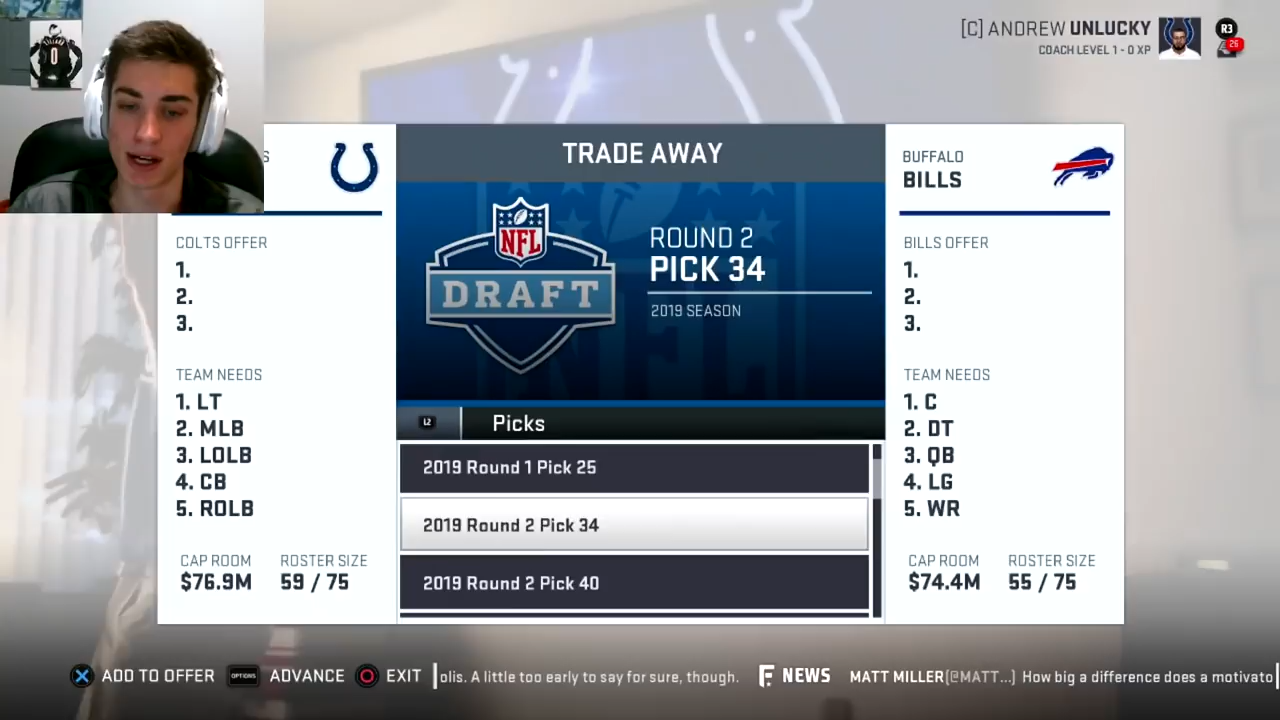 [C] ANDREW UNLUCKY
COACH LEVEL 1 - 0 XP
R3
26
0
S
COLTS OFFER
1.
2.
3.
TEAM NEEDS
1. LT
2. MLB
3. LOLB
4. CB
5. ROLB
CAP ROOM
$76.9M
ROSTER SIZE
59 / 75
TRADE AWAY
NFL
DRAFT
ROUND 2
PICK 34
2019 SEASON
L2
Picks
2019 Round 1 Pick 25
2019 Round 2 Pick 34
2019 Round 2 Pick 40
BUFFALO
BILLS
BILLS OFFER
1.
2.
3.
TEAM NEEDS
1. C
2. DT
3. QB
4. LG
5. WR
CAP ROOM
$74.4M
ROSTER SIZE
55 / 75
ADD TO OFFER
OPTIONS
ADVANCE
EXIT
olis. A little too early to say for sure, though.
NEWS
MATT MILLER[@MATT...] How big a difference does a motivato